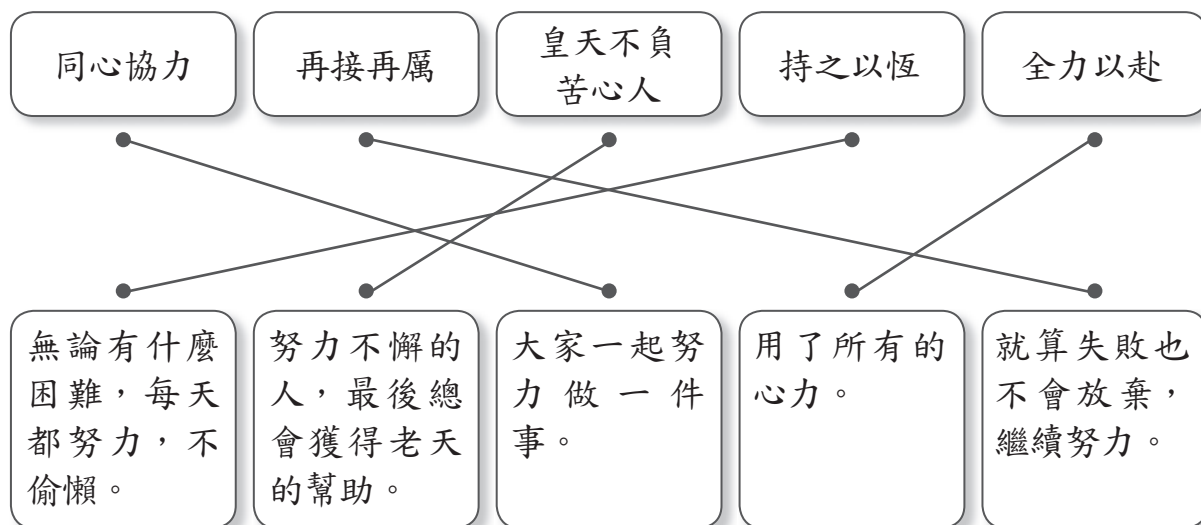 同心協力
再接再厲
皇天不負
苦心人
持之以恆
全力以赴
無論有什麼
困難，每天
都努力，不
偷懶。
努力不懈的
人，最後總
會獲得老天
的幫助。
大家一起努
力做一件
事。
用了所有的
心力。
就算失敗也
不會放棄，
繼續努力。